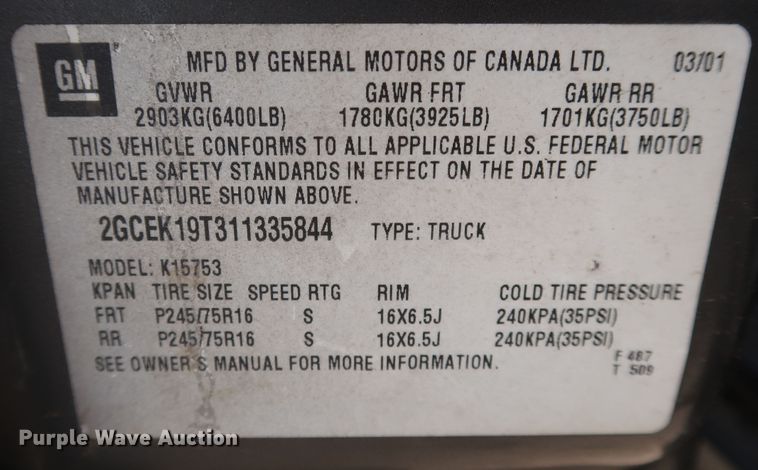 GM
MFD BY GENERAL MOTORS OF CANADA LTD. 03/01
GVWR GAWR FRT GAWR RR
2903KG(6400LB) 1780KG(3925LB) 1701KG(3750LB)
THIS VEHICLE CONFORMS TO ALL APPLICABLE U.S. FEDERAL MOTOR
VEHICLE SAFETY STANDARDS IN EFFECT ON THE DATE OF
MANUFACTURE SHOWN ABOVE.
2GCEK19T311335844 TYPE: TRUCK
MODEL: K15753
KPAN TIRE SIZE SPEED RTG RIM COLD TIRE PRESSURE
FRT P245/75R16 S 16X6.5J 240KPA(35PSI)
RR P245/75R16 S 16X6.5J 240KPA(35PSI)
SEE OWNER'S MANUAL FOR MORE INFORMATION.
F 487
T 509
Purple Wave Auction